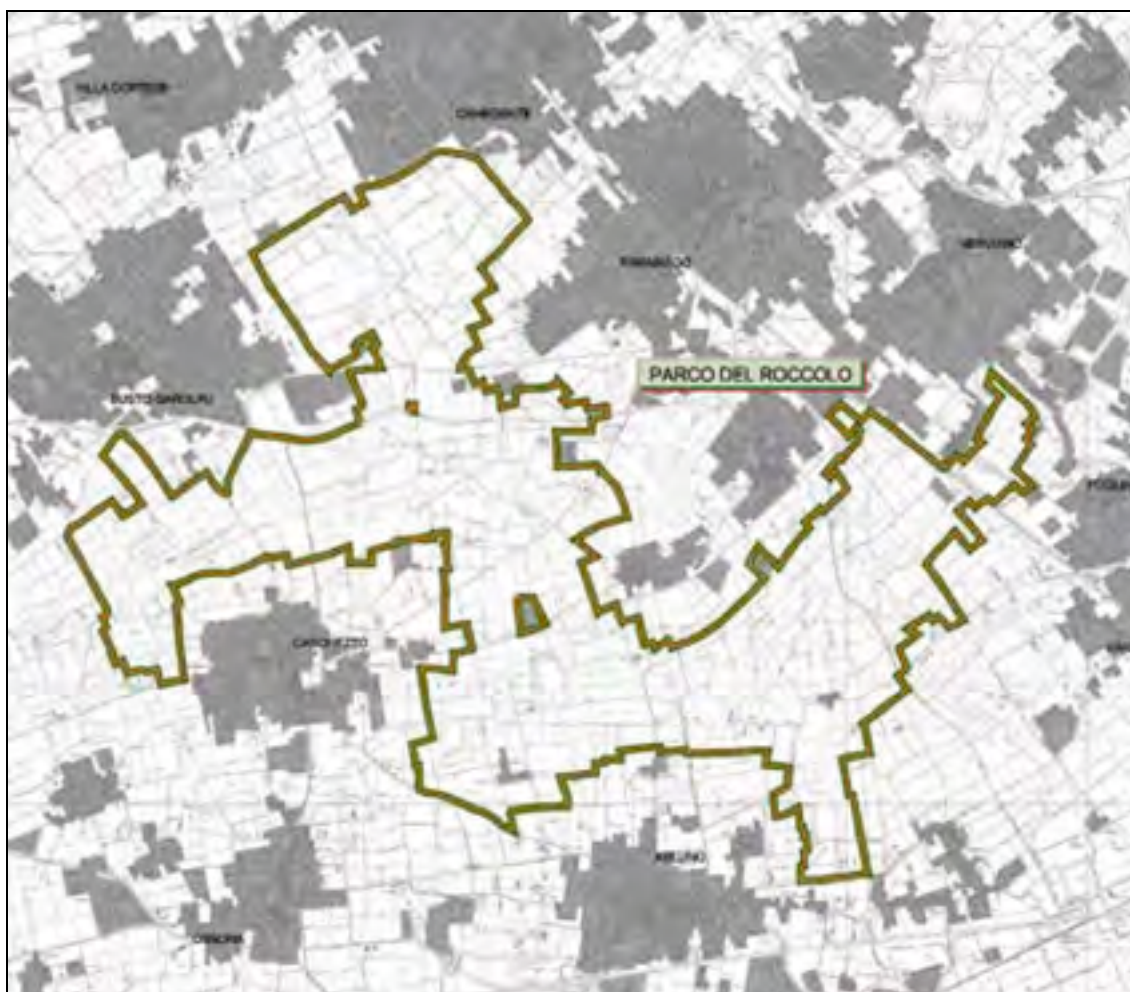 VILLA CORTESE
CANEGRATE
PARABIAGO
NERVIANO
PARCO DEL ROCCOLO
BUSTO GAROLFO
CASOREZZO
ARLUNO